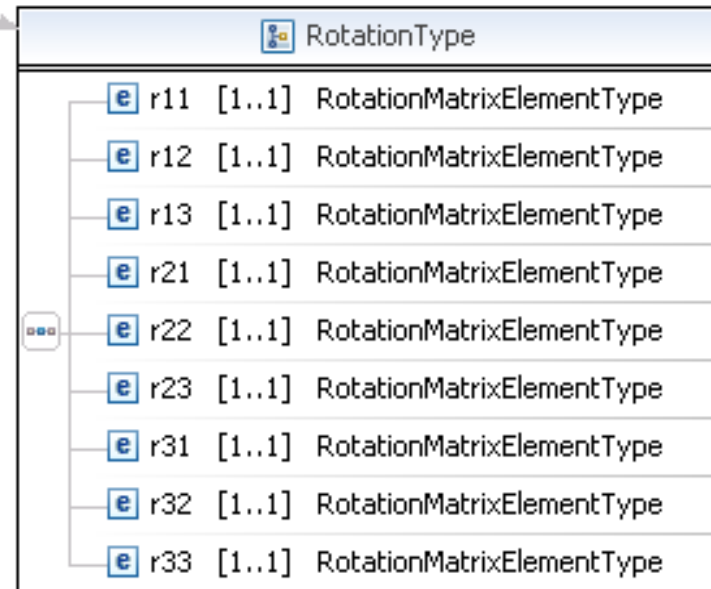 RotationType
e r11 [1..1] RotationMatrixElementType
e r12 [1..1] RotationMatrixElementType
e r13 [1..1] RotationMatrixElementType
e r21 [1..1] RotationMatrixElementType
e r22 [1..1] RotationMatrixElementType
e r23 [1..1] RotationMatrixElementType
e r31 [1..1] RotationMatrixElementType
e r32 [1..1] RotationMatrixElementType
e r33 [1..1] RotationMatrixElementType